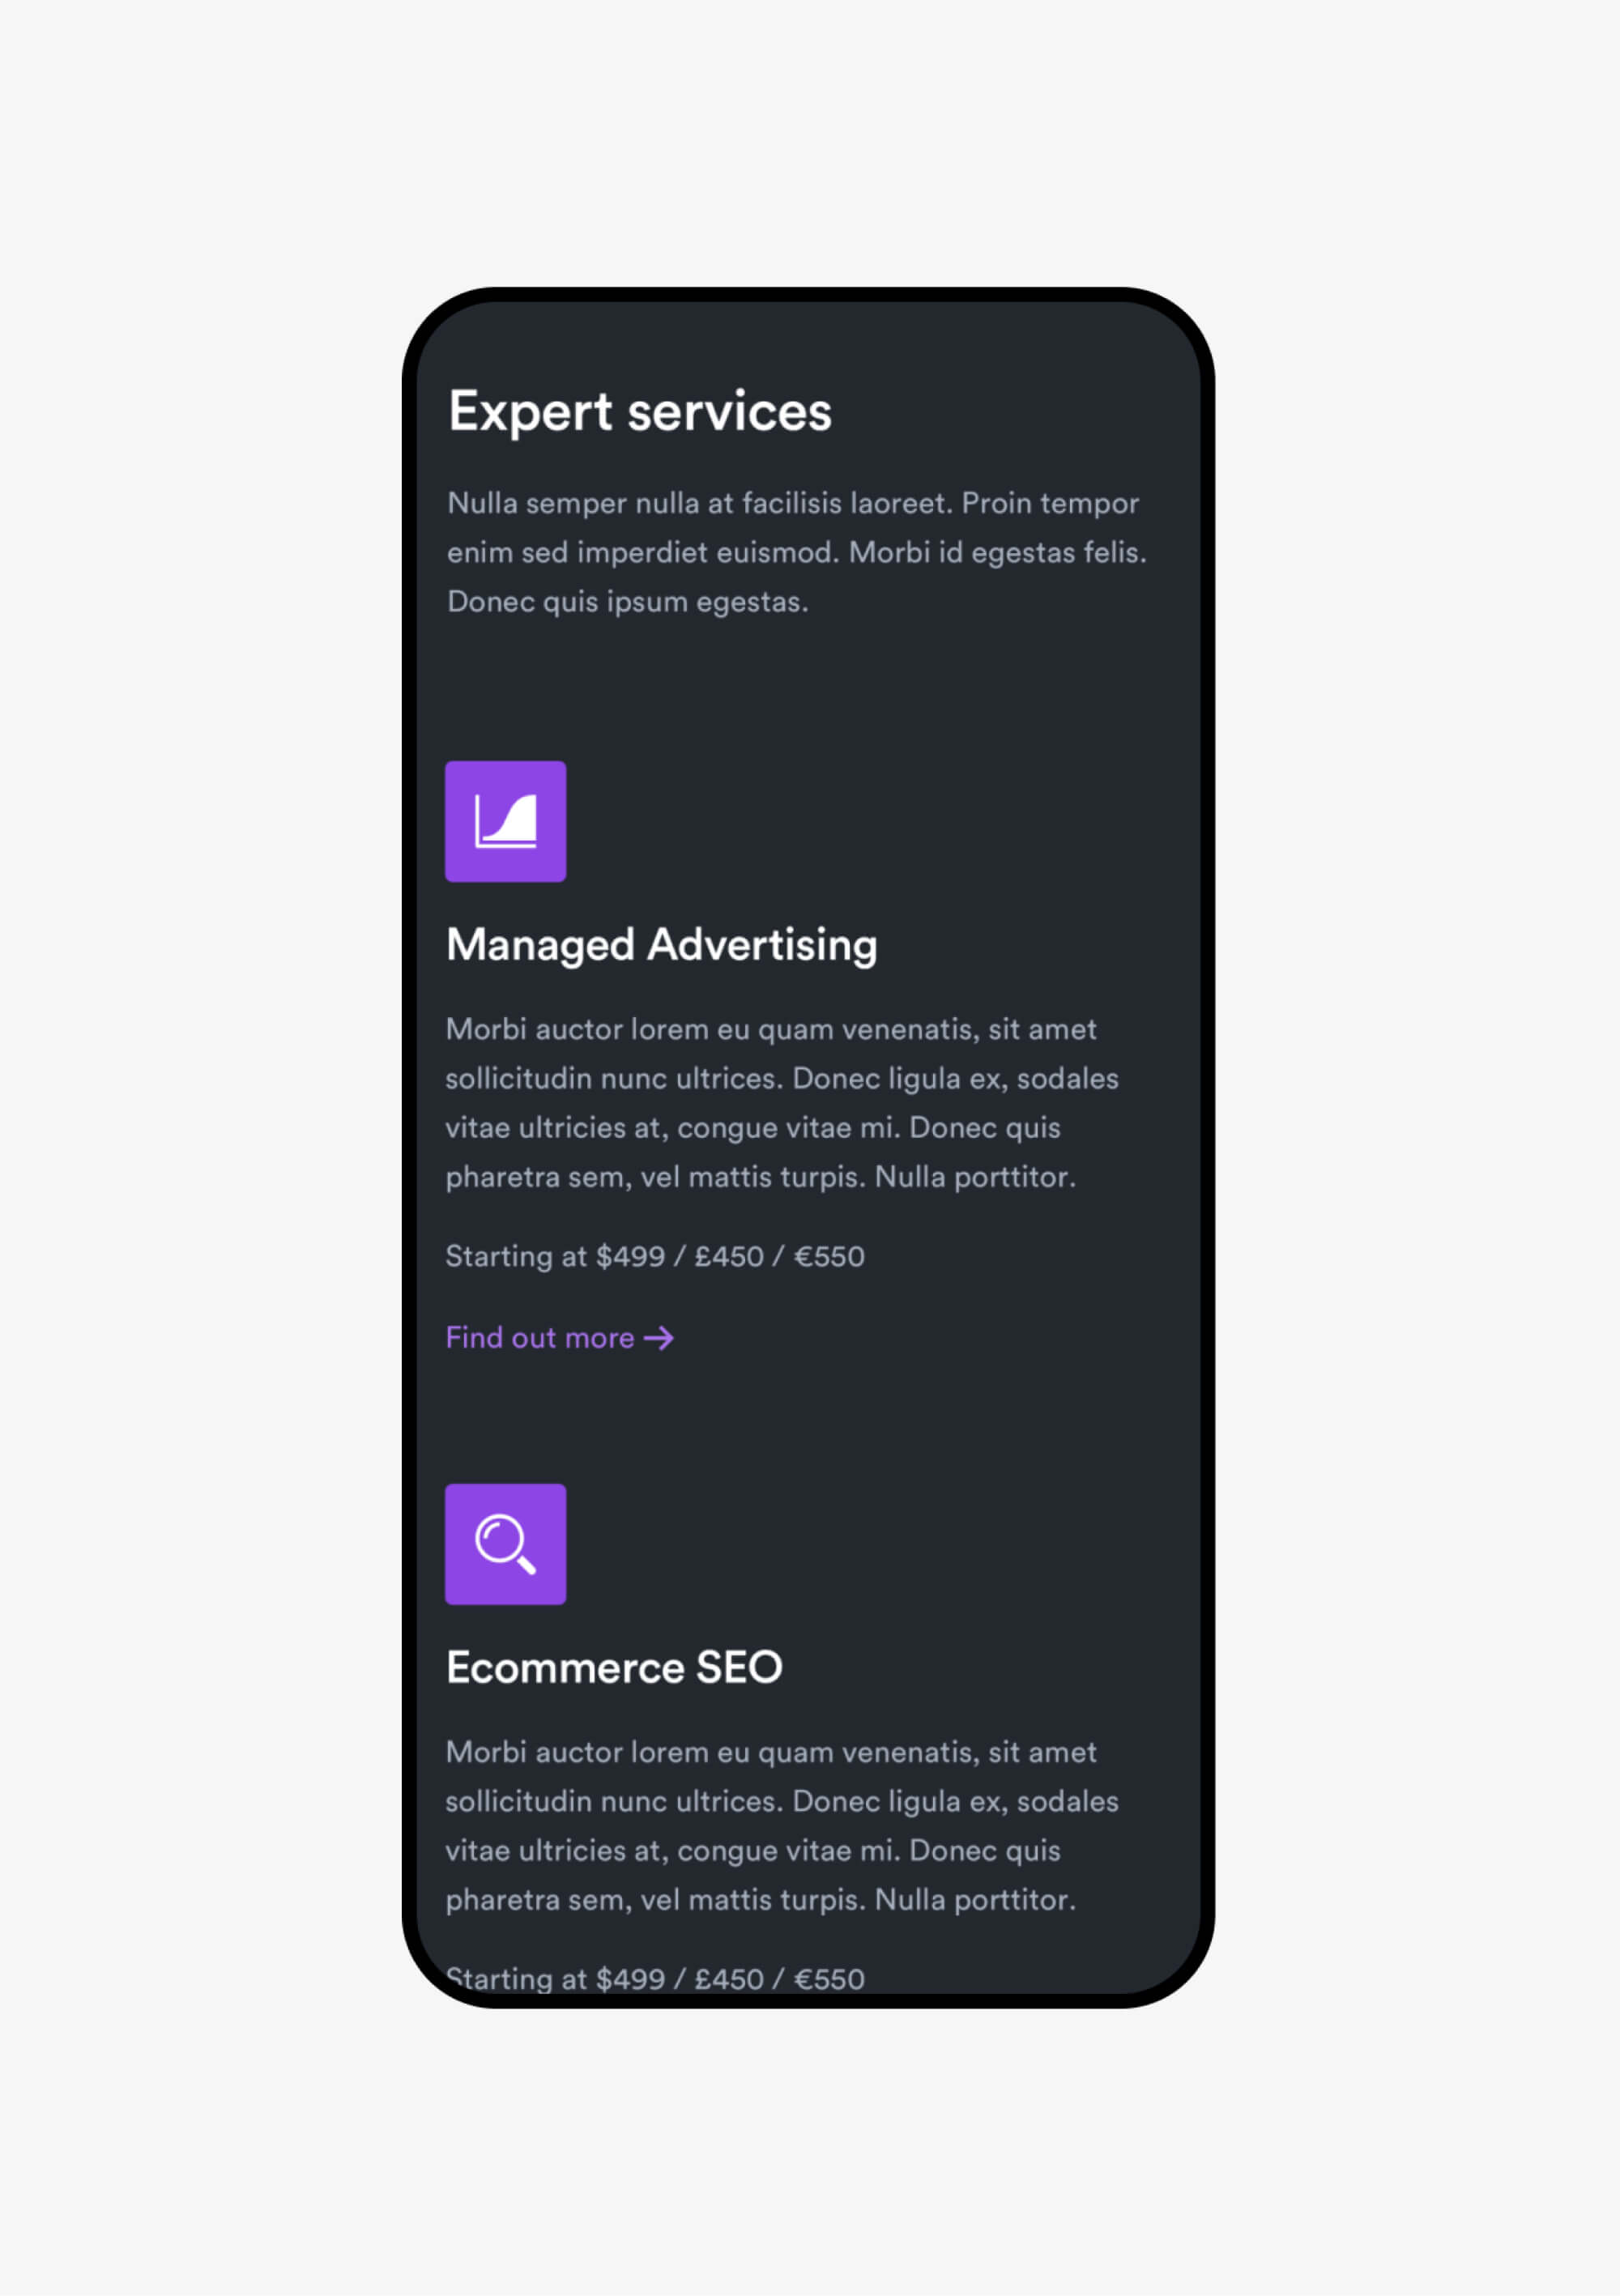 Expert services
Nulla semper nulla at facilisis laoreet. Proin tempor
enim sed imperdiet euismod. Morbi id egestas felis.
Donec quis ipsum egestas.
Managed Advertising
Morbi auctor lorem eu quam venenatis, sit amet
sollicitudin nunc ultrices. Donec ligula ex, sodales
vitae ultricies at, congue vitae mi. Donec quis
pharetra sem, vel mattis turpis. Nulla porttitor.
Starting at $499 / £450 / €550
Find out more →
Ecommerce SEO
Morbi auctor lorem eu quam venenatis, sit amet
sollicitudin nunc ultrices. Donec ligula ex, sodales
vitae ultricies at, congue vitae mi. Donec quis
pharetra sem, vel mattis turpis. Nulla porttitor.
Starting at $499 / £450 / €550